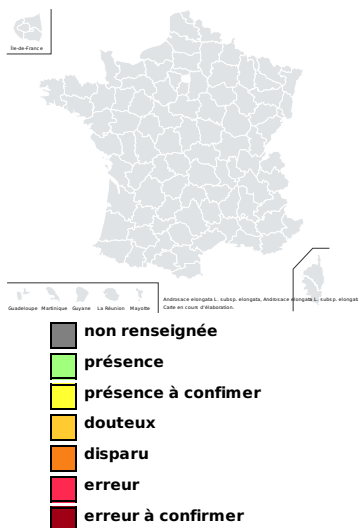 Île-de-France
Guadeloupe Martinique Guyane La Réunion Mayotte
Androsace elongata L. subsp. elongata, Androsace elongata L. subsp. elongat
Carte en cours d'élaboration.
non renseignée
présence
présence à confimer
douteux
disparu
erreur
erreur à confirmer